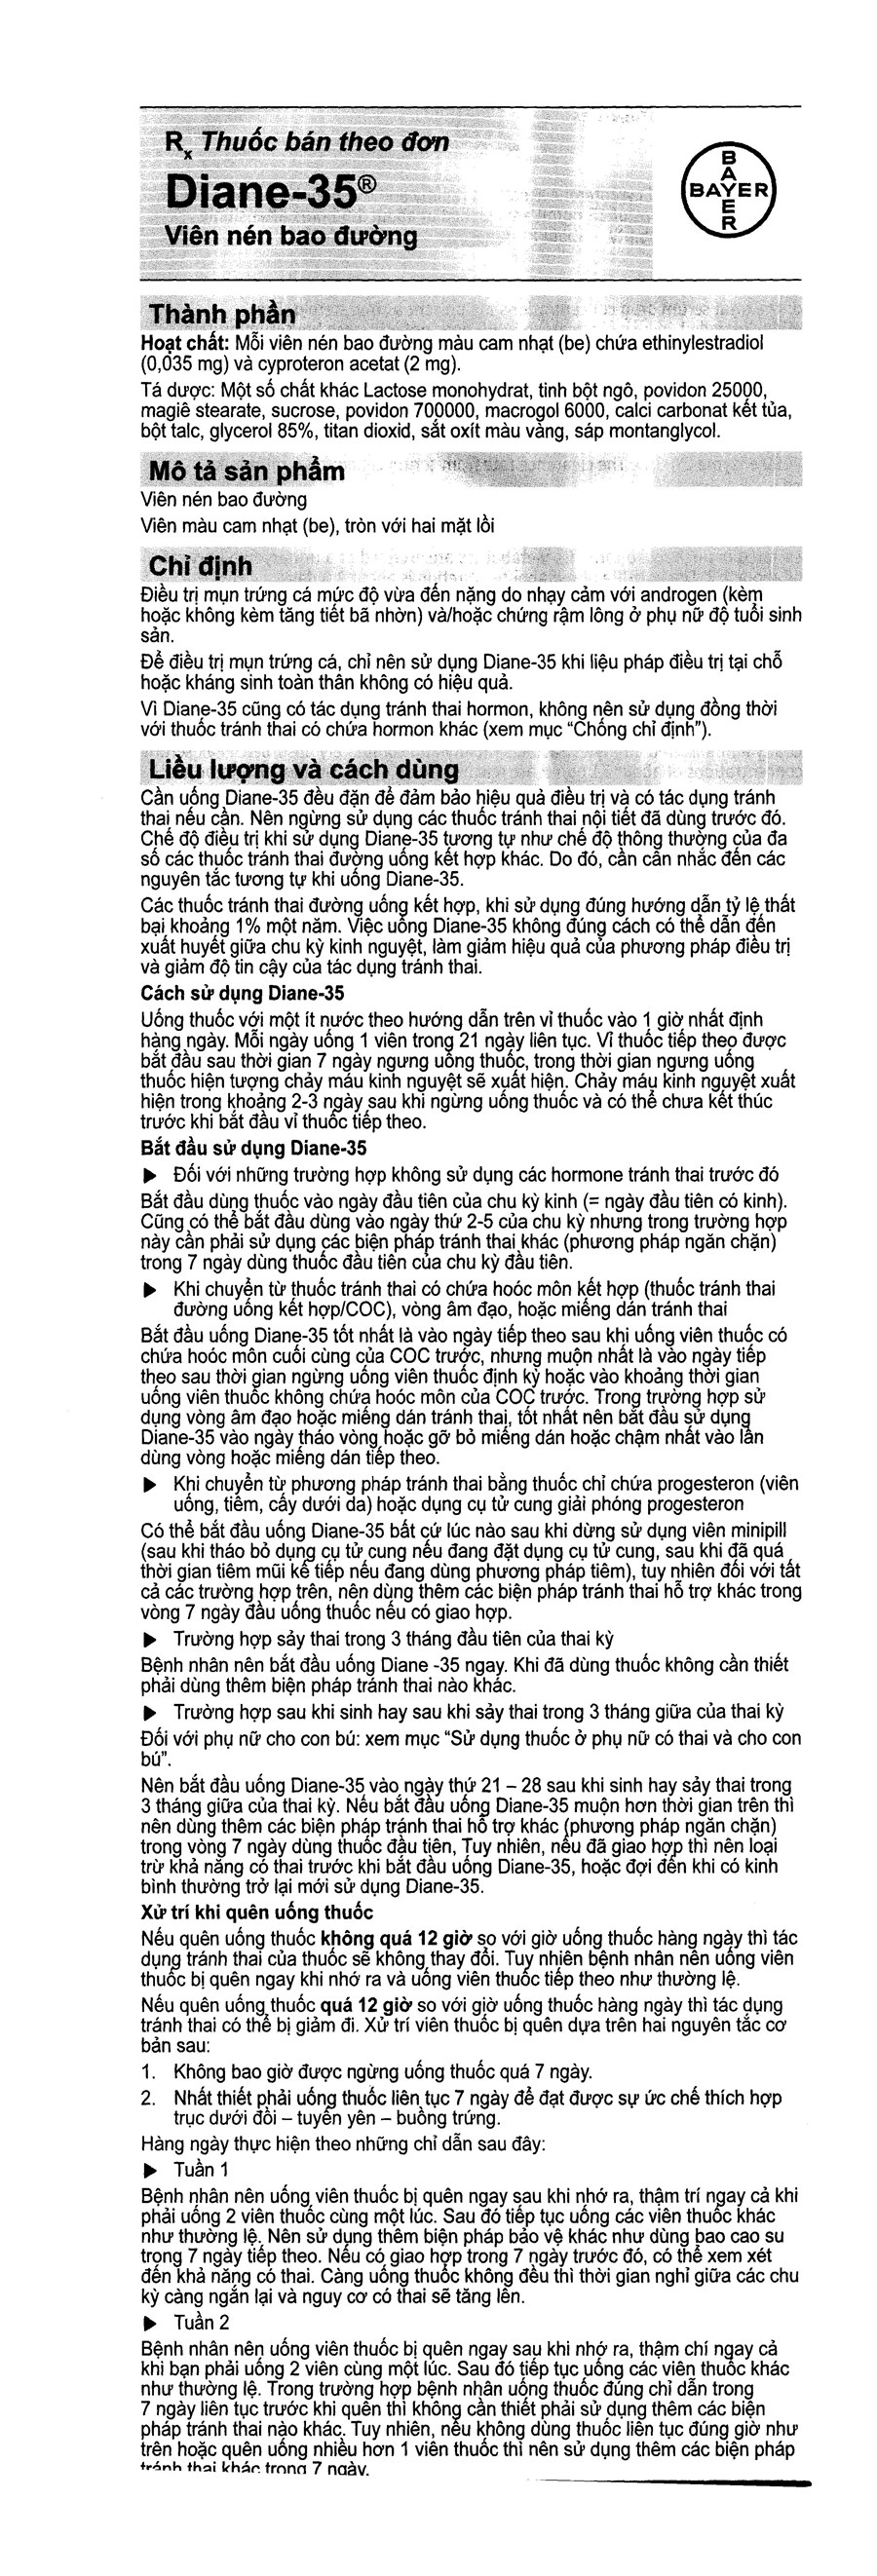 Rx Thuốc bán theo đơn
Diane-35®
Viên nén bao đường
BAYER
BAYER
Thành phần
Hoạt chất: Mỗi viên nén bao đường màu cam nhạt (be) chứa ethinylestradiol
(0,035 mg) và cyproteron acetat (2 mg).
Tá dược: Một số chất khác Lactose monohydrat, tinh bột ngô, povidon 25000,
magiê stearate, sucrose, povidon 700000, macrogol 6000, calci carbonat kết tủa,
bột talc, glycerol 85%, titan dioxid, sắt oxít màu vàng, sáp montanglycol.
Mô tả sản phẩm
Viên nén bao đường
Viên màu cam nhạt (be), tròn với hai mặt lồi
Chỉ định
Điều trị mụn trứng cá mức độ vừa đến nặng do nhạy cảm với androgen (kèm
hoặc không kèm tăng tiết bã nhờn) và/hoặc chứng rậm lông ở phụ nữ độ tuổi sinh
sản.
Để điều trị mụn trứng cá, chỉ nên sử dụng Diane-35 khi liệu pháp điều trị tại chỗ
hoặc kháng sinh toàn thân không có hiệu quả.
Vì Diane-35 cũng có tác dụng tránh thai hormon, không nên sử dụng đồng thời
với thuốc tránh thai có chứa hormon khác (xem mục “Chống chỉ định”).
Liều lượng và cách dùng
Cần uống Diane-35 đều đặn để đảm bảo hiệu quả điều trị và có tác dụng tránh
thai nếu cần. Nên ngừng sử dụng các thuốc tránh thai nội tiết đã dùng trước đó.
Chế độ điều trị khi sử dụng Diane-35 tương tự như chế độ thông thường của đa
số các thuốc tránh thai đường uống kết hợp khác. Do đó, cần cân nhắc đến các
nguyên tắc tương tự khi uống Diane-35.
Các thuốc tránh thai đường uống kết hợp, khi sử dụng đúng hướng dẫn tỷ lệ thất
bại khoảng 1% một năm. Việc uống Diane-35 không đúng cách có thể dẫn đến
xuất huyết giữa chu kỳ kinh nguyệt, làm giảm hiệu quả của phương pháp điều trị
và giảm độ tin cậy của tác dụng tránh thai.
Cách sử dụng Diane-35
Uống thuốc với một ít nước theo hướng dẫn trên vỉ thuốc vào 1 giờ nhất định
hàng ngày. Mỗi ngày uống 1 viên trong 21 ngày liên tục. Vỉ thuốc tiếp theo được
bắt đầu sau thời gian 7 ngày ngưng uống thuốc, trong thời gian ngưng uống
thuốc hiện tượng chảy máu kinh nguyệt sẽ xuất hiện. Chảy máu kinh nguyệt xuất
hiện trong khoảng 2-3 ngày sau khi ngừng uống thuốc và có thể chưa kết thúc
trước khi bắt đầu vỉ thuốc tiếp theo.
Bắt đầu sử dụng Diane-35
▶ Đối với những trường hợp không sử dụng các hormone tránh thai trước đó
Bắt đầu dùng thuốc vào ngày đầu tiên của chu kỳ kinh (= ngày đầu tiên có kinh).
Cũng có thể bắt đầu dùng vào ngày thứ 2-5 của chu kỳ nhưng trong trường hợp
này cần phải sử dụng các biện pháp tránh thai khác (phương pháp ngăn chặn)
trong 7 ngày dùng thuốc đầu tiên của chu kỳ đầu tiên.
▶ Khi chuyển từ thuốc tránh thai có chứa hoóc môn kết hợp (thuốc tránh thai
đường uống kết hợp/COC), vòng âm đạo, hoặc miếng dán tránh thai
Bắt đầu uống Diane-35 tốt nhất là vào ngày tiếp theo sau khi uống viên thuốc có
chứa hoóc môn cuối cùng của COC trước, nhưng muộn nhất là vào ngày tiếp
theo sau thời gian ngừng uống viên thuốc định kỳ hoặc vào khoảng thời gian
uống viên thuốc không chứa hoóc môn của COC trước. Trong trường hợp sử
dụng vòng âm đạo hoặc miếng dán tránh thai, tốt nhất nên bắt đầu sử dụng
Diane-35 vào ngày tháo vòng hoặc gỡ bỏ miếng dán hoặc chậm nhất vào lần
dùng vòng hoặc miếng dán tiếp theo.
▶ Khi chuyển từ phương pháp tránh thai bằng thuốc chỉ chứa progesteron (viên
uống, tiêm, cấy dưới da) hoặc dụng cụ tử cung giải phóng progesteron
Có thể bắt đầu uống Diane-35 bất cứ lúc nào sau khi dừng sử dụng viên minipill
(sau khi tháo bỏ dụng cụ tử cung nếu đang đặt dụng cụ tử cung, sau khi đã quá
thời gian tiêm mũi kế tiếp nếu đang dùng phương pháp tiêm), tuy nhiên đối với tất
cả các trường hợp trên, nên dùng thêm các biện pháp tránh thai hỗ trợ khác trong
vòng 7 ngày đầu uống thuốc nếu có giao hợp.
▶ Trường hợp sảy thai trong 3 tháng đầu tiên của thai kỳ
Bệnh nhân nên bắt đầu uống Diane -35 ngay. Khi đã dùng thuốc không cần thiết
phải dùng thêm biện pháp tránh thai nào khác.
▶ Trường hợp sau khi sinh hay sau khi sảy thai trong 3 tháng giữa của thai kỳ
Đối với phụ nữ cho con bú: xem mục “Sử dụng thuốc ở phụ nữ có thai và cho con
bú”.
Nên bắt đầu uống Diane-35 vào ngày thứ 21 – 28 sau khi sinh hay sảy thai trong
3 tháng giữa của thai kỳ. Nếu bắt đầu uống Diane-35 muộn hơn thời gian trên thì
nên dùng thêm các biện pháp tránh thai hỗ trợ khác (phương pháp ngăn chặn)
trong vòng 7 ngày dùng thuốc đầu tiên, Tuy nhiên, nếu đã giao hợp thì nên loại
trừ khả năng có thai trước khi bắt đầu uống Diane-35, hoặc đợi đến khi có kinh
bình thường trở lại mới sử dụng Diane-35.
Xử trí khi quên uống thuốc
Nếu quên uống thuốc không quá 12 giờ so với giờ uống thuốc hàng ngày thì tác
dụng tránh thai của thuốc sẽ không thay đổi. Tuy nhiên bệnh nhân nên uống viên
thuốc bị quên ngay khi nhớ ra và uống viên thuốc tiếp theo như thường lệ.
Nếu quên uống thuốc quá 12 giờ so với giờ uống thuốc hàng ngày thì tác dụng
tránh thai có thể bị giảm đi. Xử trí viên thuốc bị quên dựa trên hai nguyên tắc cơ
bản sau:
1. Không bao giờ được ngừng uống thuốc quá 7 ngày.
2. Nhất thiết phải uống thuốc liên tục 7 ngày để đạt được sự ức chế thích hợp
trục dưới đồi – tuyến yên – buồng trứng.
Hàng ngày thực hiện theo những chỉ dẫn sau đây:
▶ Tuần 1
Bệnh nhân nên uống viên thuốc bị quên ngay sau khi nhớ ra, thậm trí ngay cả khi
phải uống 2 viên thuốc cùng một lúc. Sau đó tiếp tục uống các viên thuốc khác
như thường lệ. Nên sử dụng thêm biện pháp bảo vệ khác như dùng bao cao su
trong 7 ngày tiếp theo. Nếu có giao hợp trong 7 ngày trước đó, có thể xem xét
đến khả năng có thai. Càng uống thuốc không đều thì thời gian nghỉ giữa các chu
kỳ càng ngắn lại và nguy cơ có thai sẽ tăng lên.
▶ Tuần 2
Bệnh nhân nên uống viên thuốc bị quên ngay sau khi nhớ ra, thậm chí ngay cả
khi bạn phải uống 2 viên cùng một lúc. Sau đó tiếp tục uống các viên thuốc khác
như thường lệ. Trong trường hợp bệnh nhân uống thuốc đúng chỉ dẫn trong
7 ngày liên tục trước khi quên thì không cần thiết phải sử dụng thêm các biện
pháp tránh thai nào khác. Tuy nhiên, nếu không dùng thuốc liên tục đúng giờ như
trên hoặc quên uống nhiều hơn 1 viên thuốc thì nên sử dụng thêm các biện pháp
tránh thai khác trong 7 ngày.